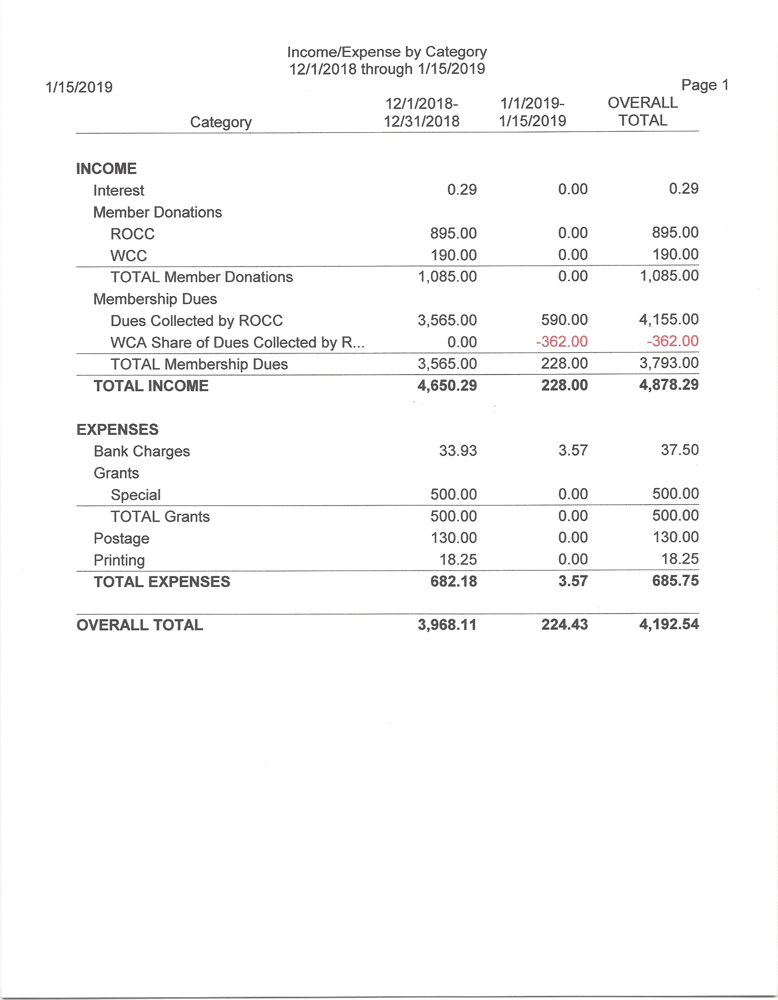 Income/Expense by Category
12/1/2018 through 1/15/2019
1/15/2019 Page 1
12/1/2018- 1/1/2019- OVERALL
Category 12/31/2018 1/15/2019 TOTAL
INCOME
Interest 0.29 0.00 0.29
Member Donations
ROCC 895.00 0.00 895.00
WCC 190.00 0.00 190.00
TOTAL Member Donations 1,085.00 0.00 1,085.00
Membership Dues
Dues Collected by ROCC 3,565.00 590.00 4,155.00
WCA Share of Dues Collected by R... 0.00 -362.00 -362.00
TOTAL Membership Dues 3,565.00 228.00 3,793.00
TOTAL INCOME 4,650.29 228.00 4,878.29
EXPENSES
Bank Charges 33.93 3.57 37.50
Grants
Special 500.00 0.00 500.00
TOTAL Grants 500.00 0.00 500.00
Postage 130.00 0.00 130.00
Printing 18.25 0.00 18.25
TOTAL EXPENSES 682.18 3.57 685.75
OVERALL TOTAL 3,968.11 224.43 4,192.54